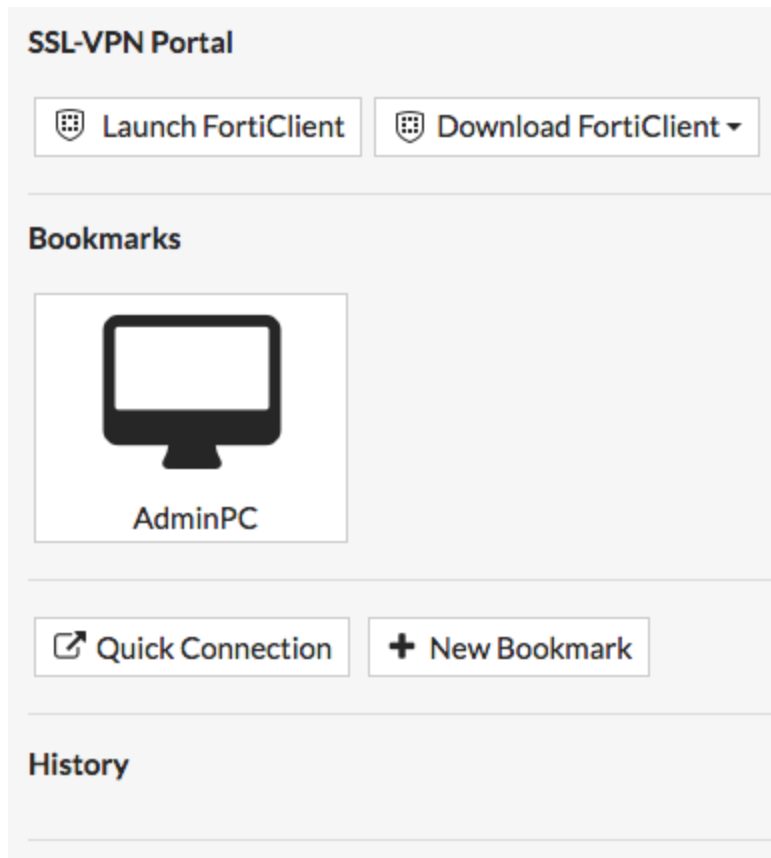 SSL-VPN Portal
Launch FortiClient
Download FortiClient
Bookmarks
AdminPC
Quick Connection
New Bookmark
History